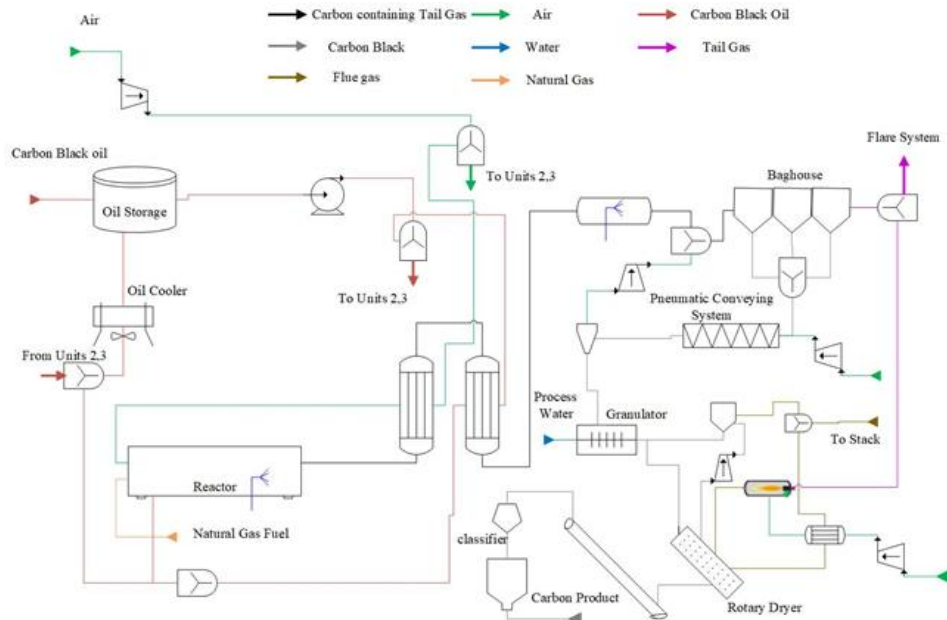 Carbon containing Tail Gas
Air
Carbon Black Oil
Carbon Black
Water
Tail Gas
Flue gas
Natural Gas
Air
Carbon Black oil
Oil Storage
To Units 2,3
Flare System
Baghouse
To Units 2,3
Oil Cooler
From Units 2,3
Pneumatic Conveying
System
Process
Water
Granulator
To Stack
Reactor
Natural Gas Fuel
classifier
Carbon Product
Rotary Dryer